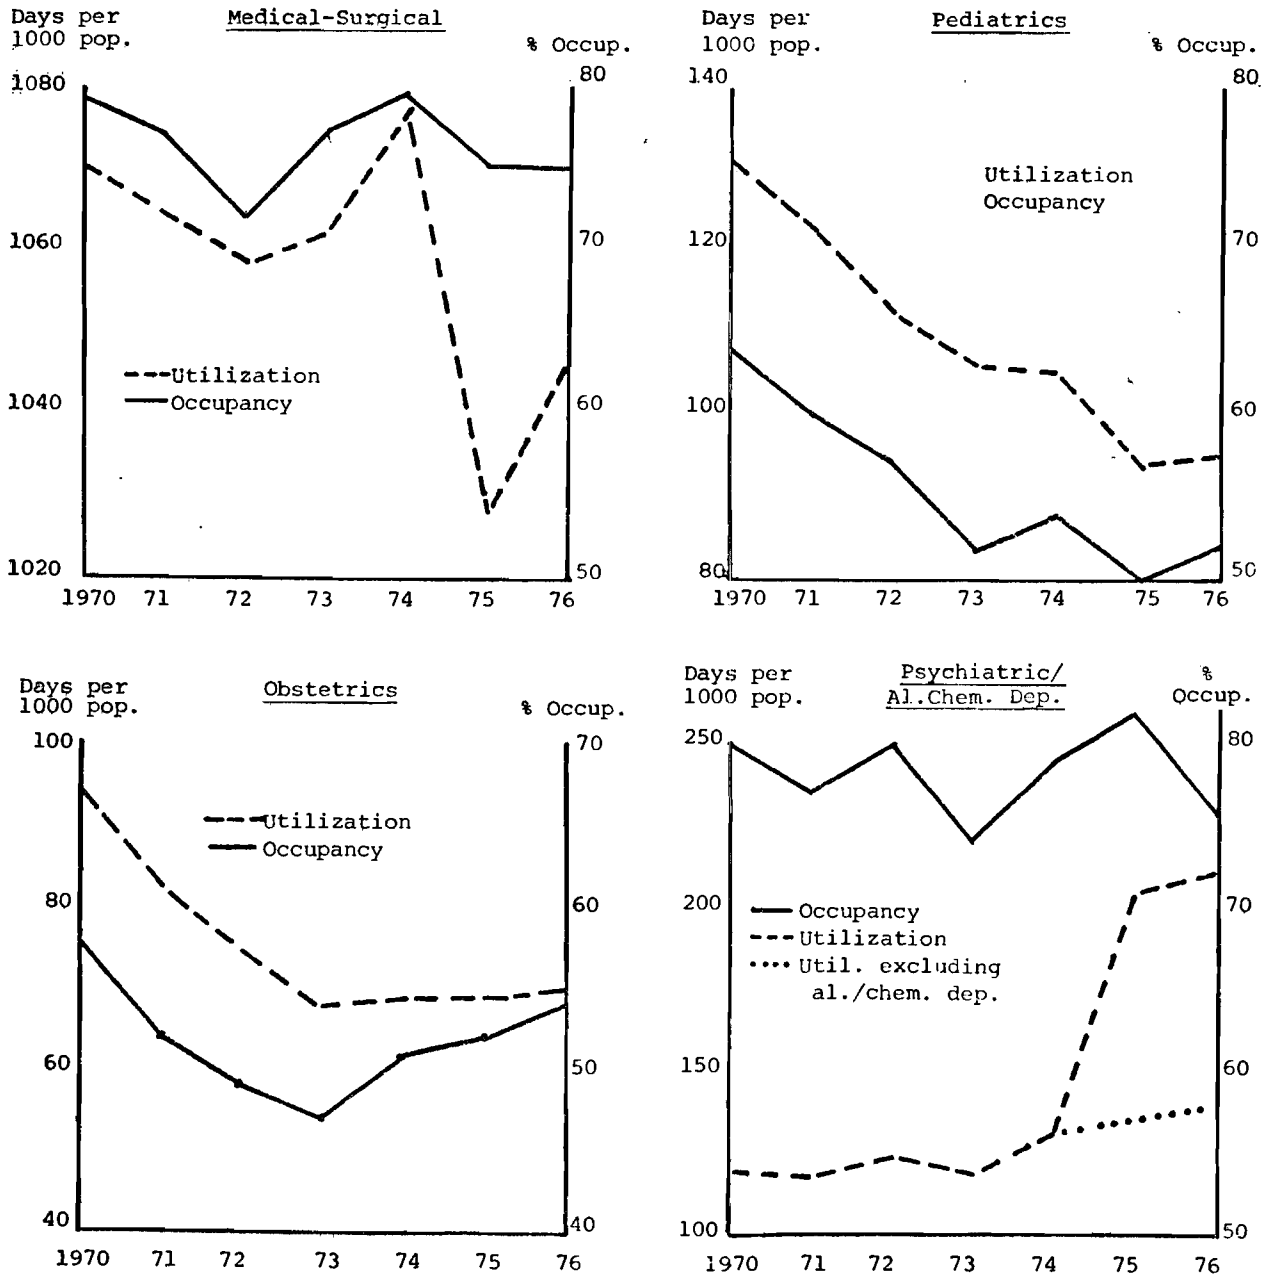 Days per
1000 pop.
Medical-Surgical
% Occup.
1080
80
1060
70
Utilization
1040
Occupancy
60
1020
50
1970 71 72 73 74 75 76
Days per
1000 pop.
Pediatrics
% Occup.
140
80
Utilization
Occupancy
120
70
100
60
80
50
1970 71 72 73 74 75 76
Days per
1000 pop.
Obstetrics
% Occup.
100
70
Utilization
Occupancy
80
60
60
50
40
40
1970 71 72 73 74 75 76
Days per
1000 pop.
Psychiatric/
Al.Chem. Dep.
%
Occup.
250
80
200
70
Occupancy
Utilization
Util. excluding
al./chem. dep.
150
60
100
50
1970 71 72 73 74 75 76